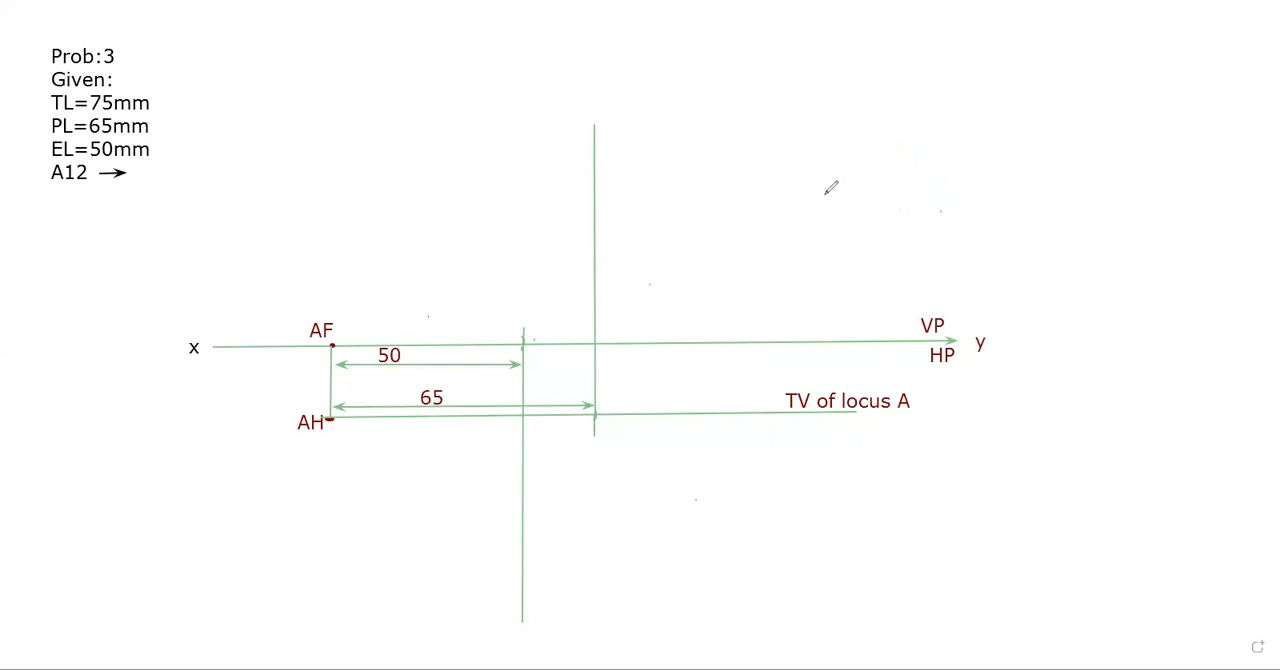 Prob:3
Given:
TL=75mm
PL=65mm
EL=50mm
A12 →
AF
VP
x
y
50
HP
65
TV of locus A
AH